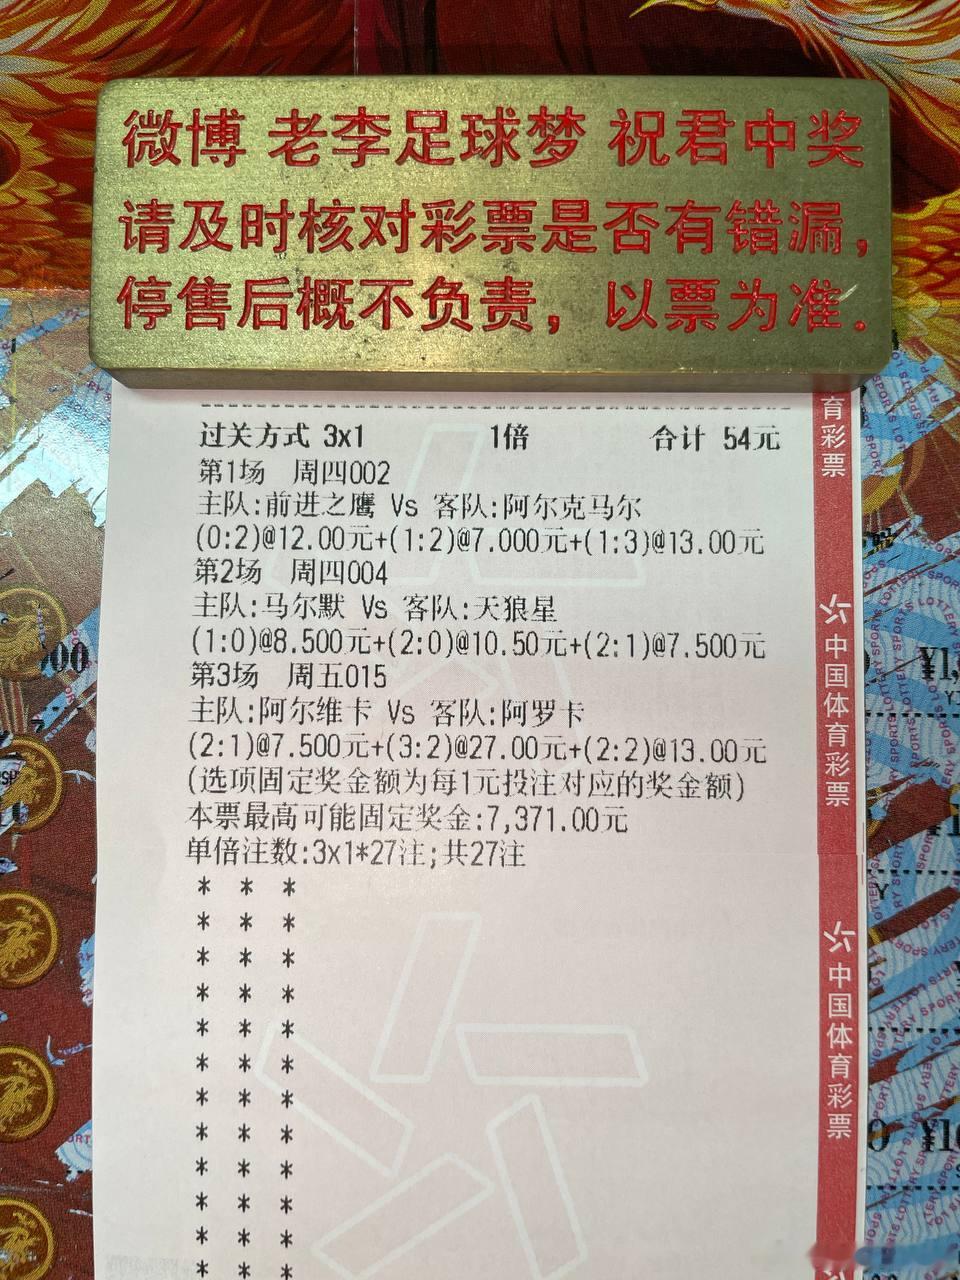 微博 老李足球梦 祝君中奖
请及时核对彩票是否有错漏，
停售后概不负责，以票为准．
过关方式 3x1 1倍 合计 54元
第1场 周四002
主队:前进之鹰 Vs 客队:阿尔克马尔
(0:2)@12.00元+(1:2)@7.000元+(1:3)@13.00元
第2场 周四004
主队:马尔默 Vs 客队:天狼星
(1:0)@8.500元+(2:0)@10.50元+(2:1)@7.500元
第3场 周五015
主队:阿尔维卡 Vs 客队:阿罗卡
(2:1)@7.500元+(3:2)@27.00元+(2:2)@13.00元
(选项固定奖金额为每1元投注对应的奖金额)
本票最高可能固定奖金:7,371.00元
单倍注数:3x1*27注;共27注
* * *
* * *
* * *
* * *
* * *
* * *
* * *
* * *
* * *
* * *
* * *
* * *
育彩票
中国体育彩票
中国体育彩票